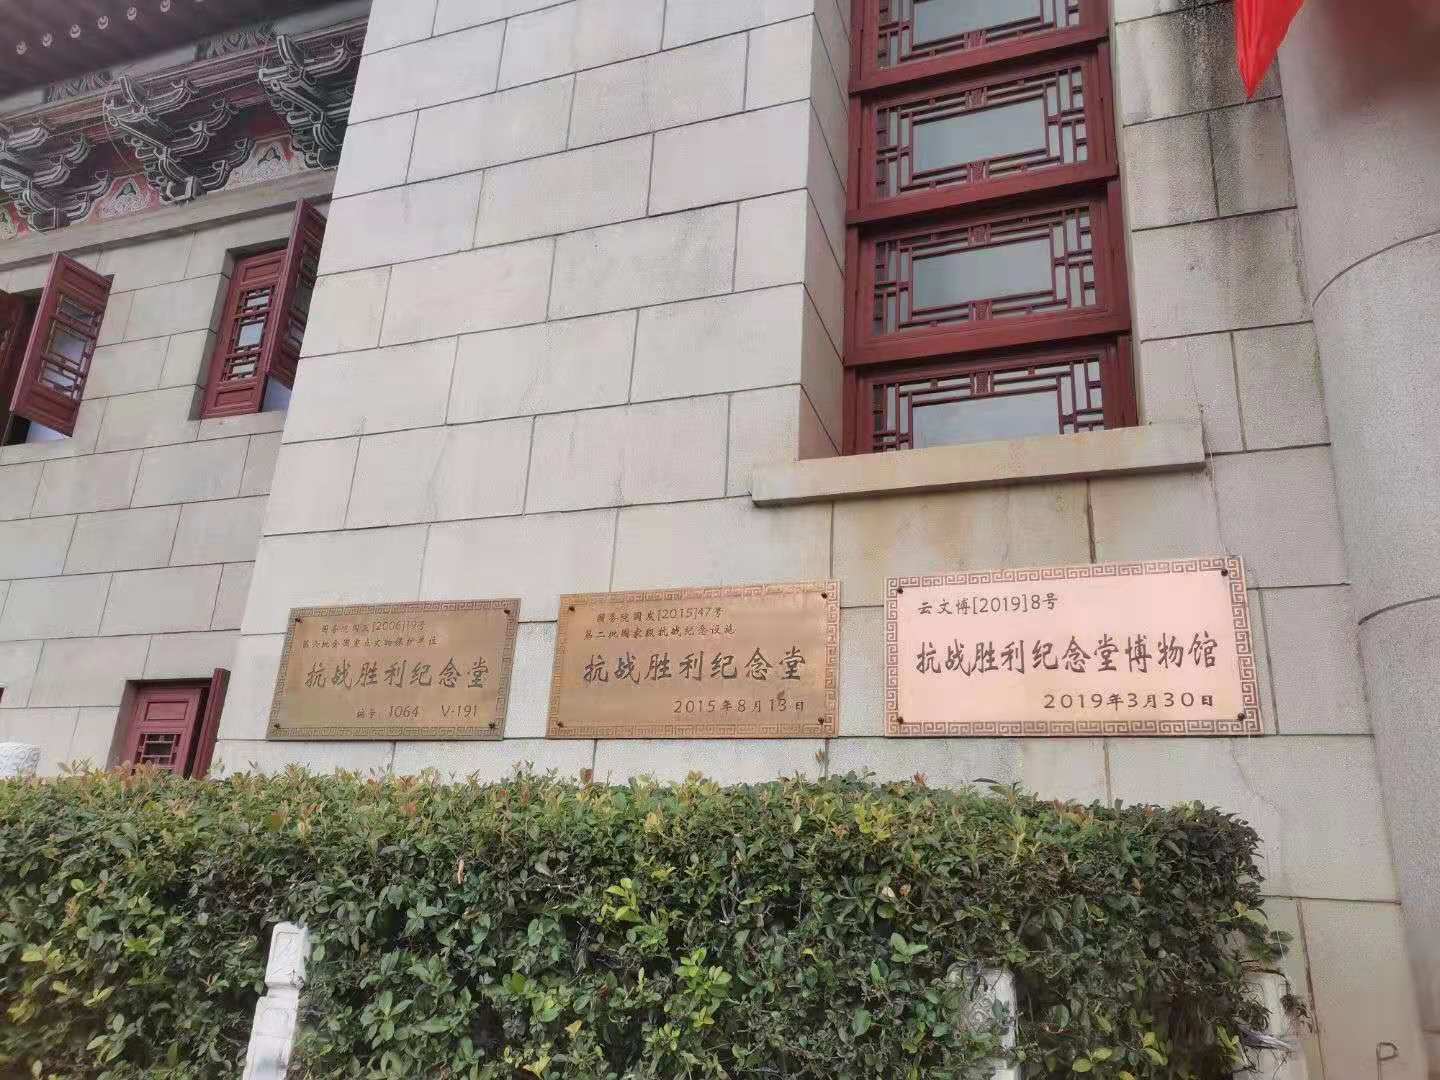 国务院国发[2006]19号
第六批全国重点文物保护单位
抗战胜利纪念堂
编号 1064 V-191
国务院国发[2015]47号
第二批国家级抗战纪念设施
抗战胜利纪念堂
2015年8月13日
云文博[2019]8号
抗战胜利纪念堂博物馆
2019年3月30日
P